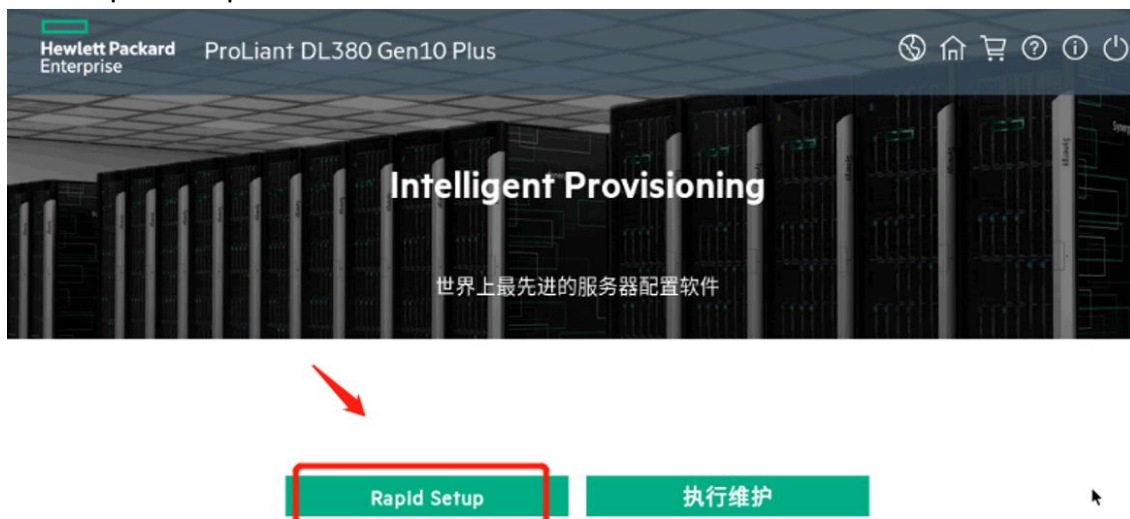 Hewlett Packard
Enterprise
ProLiant DL380 Gen10 Plus
Intelligent Provisioning
世界上最先进的服务器配置软件
Rapid Setup
执行维护